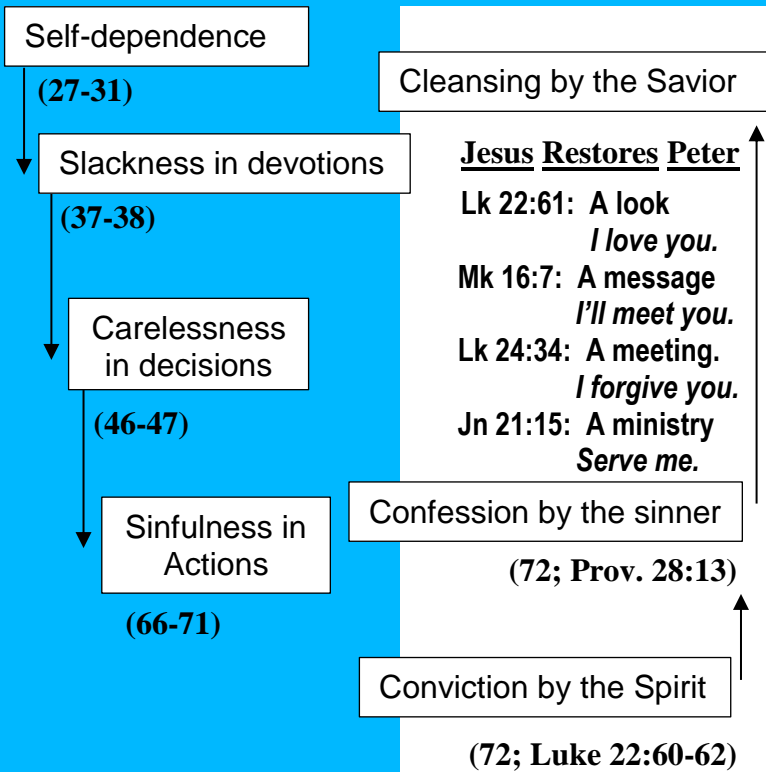 Self-dependence
(27-31)
Slackness in devotions
(37-38)
Carelessness
in decisions
(46-47)
Sinfulness in
Actions
(66-71)
Cleansing by the Savior
Jesus Restores Peter
Lk 22:61: A look
I love you.
Mk 16:7: A message
I’ll meet you.
Lk 24:34: A meeting.
I forgive you.
Jn 21:15: A ministry
Serve me.
Confession by the sinner
(72; Prov. 28:13)
Conviction by the Spirit
(72; Luke 22:60-62)